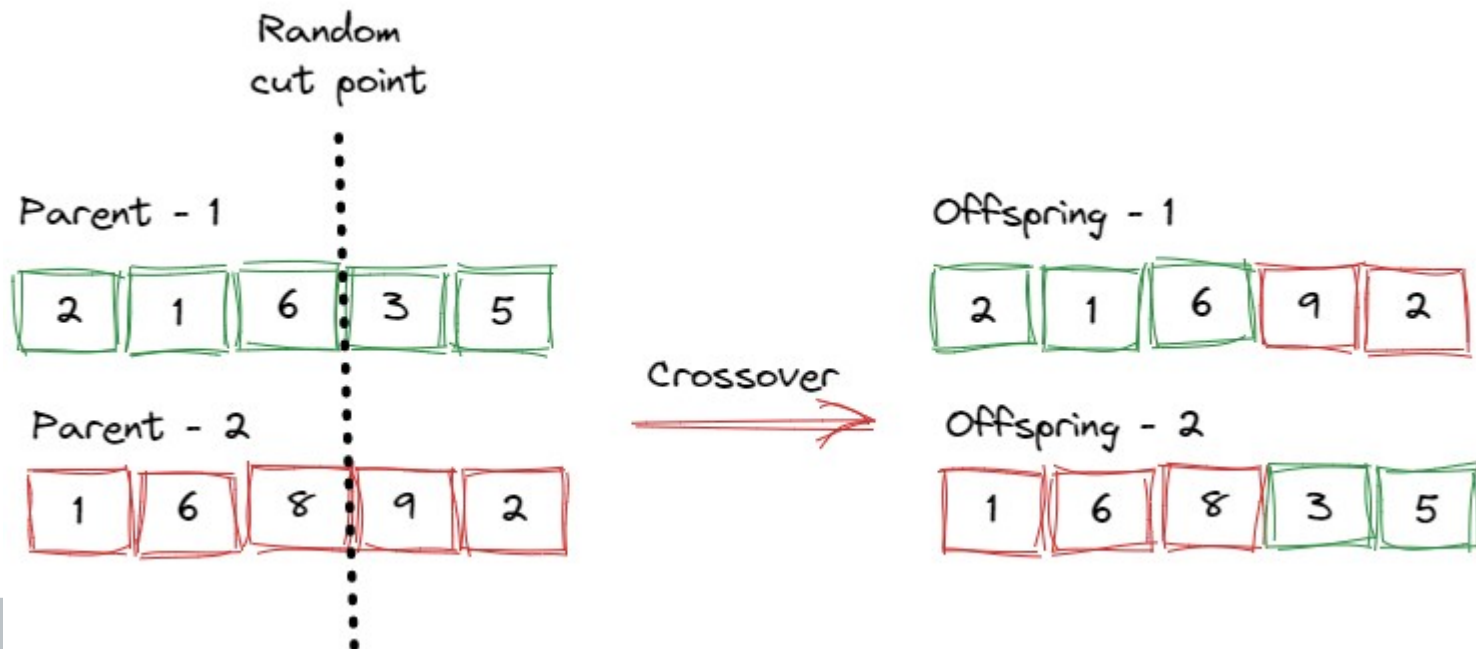 Random
cut point
Parent - 1
2 1 6 3 5
Parent - 2
1 6 8 9 2
Crossover
Offspring - 1
2 1 6 9 2
Offspring - 2
1 6 8 3 5